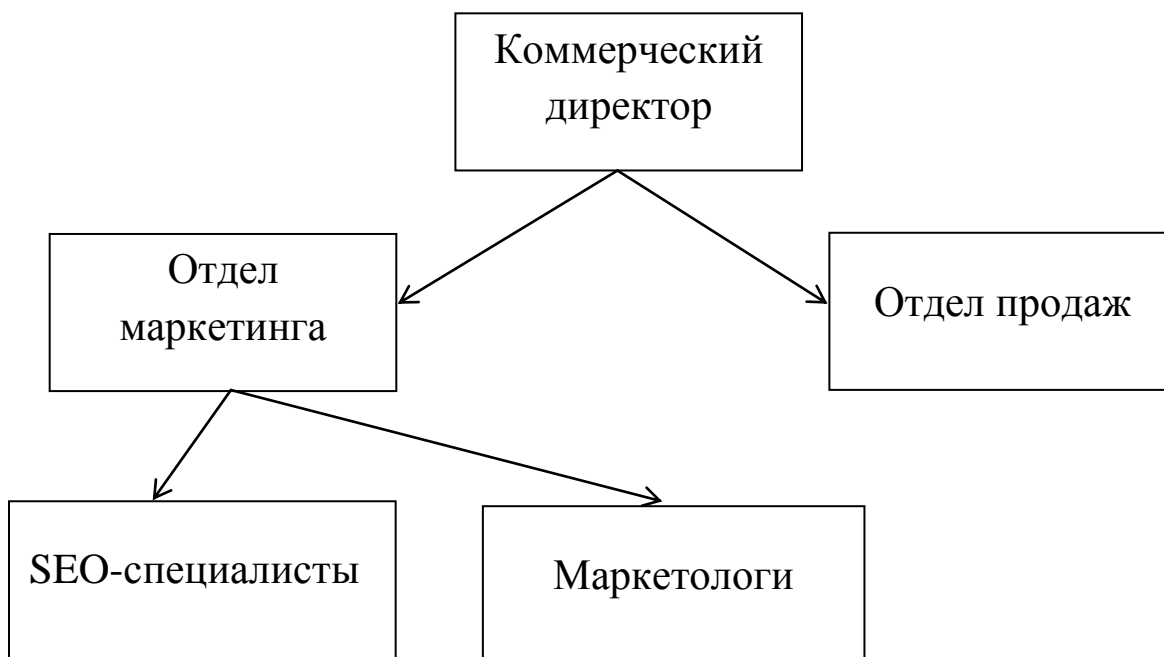 Коммерческий
директор
Отдел
маркетинга
Отдел продаж
SEO-специалисты
Маркетологи